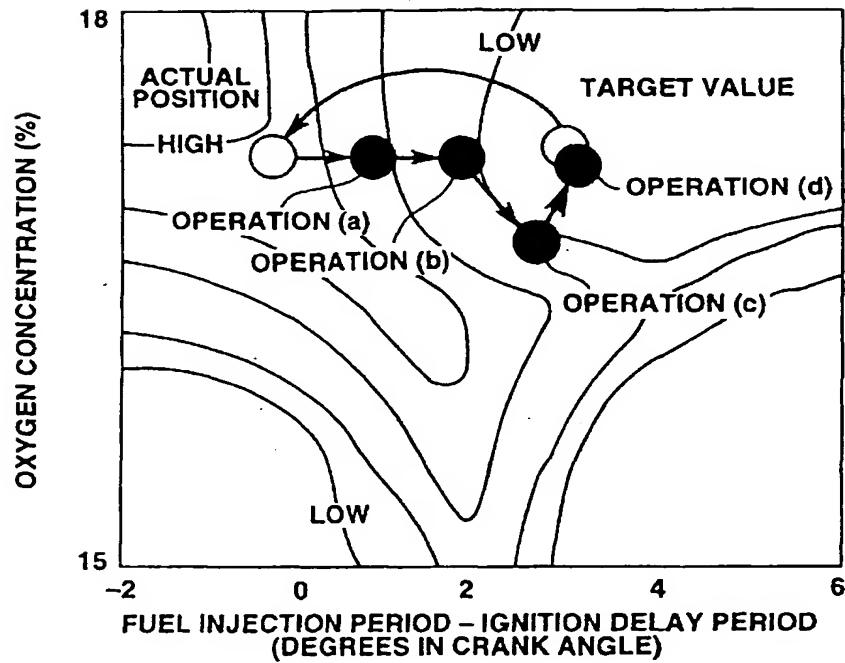 18
LOW
ACTUAL
POSITION
TARGET VALUE
HIGH
OPERATION (d)
OPERATION (a)
OPERATION (b)
OPERATION (c)
LOW
15
OXYGEN CONCENTRATION (%)
-2 0 2 4 6
FUEL INJECTION PERIOD – IGNITION DELAY PERIOD
(DEGREES IN CRANK ANGLE)